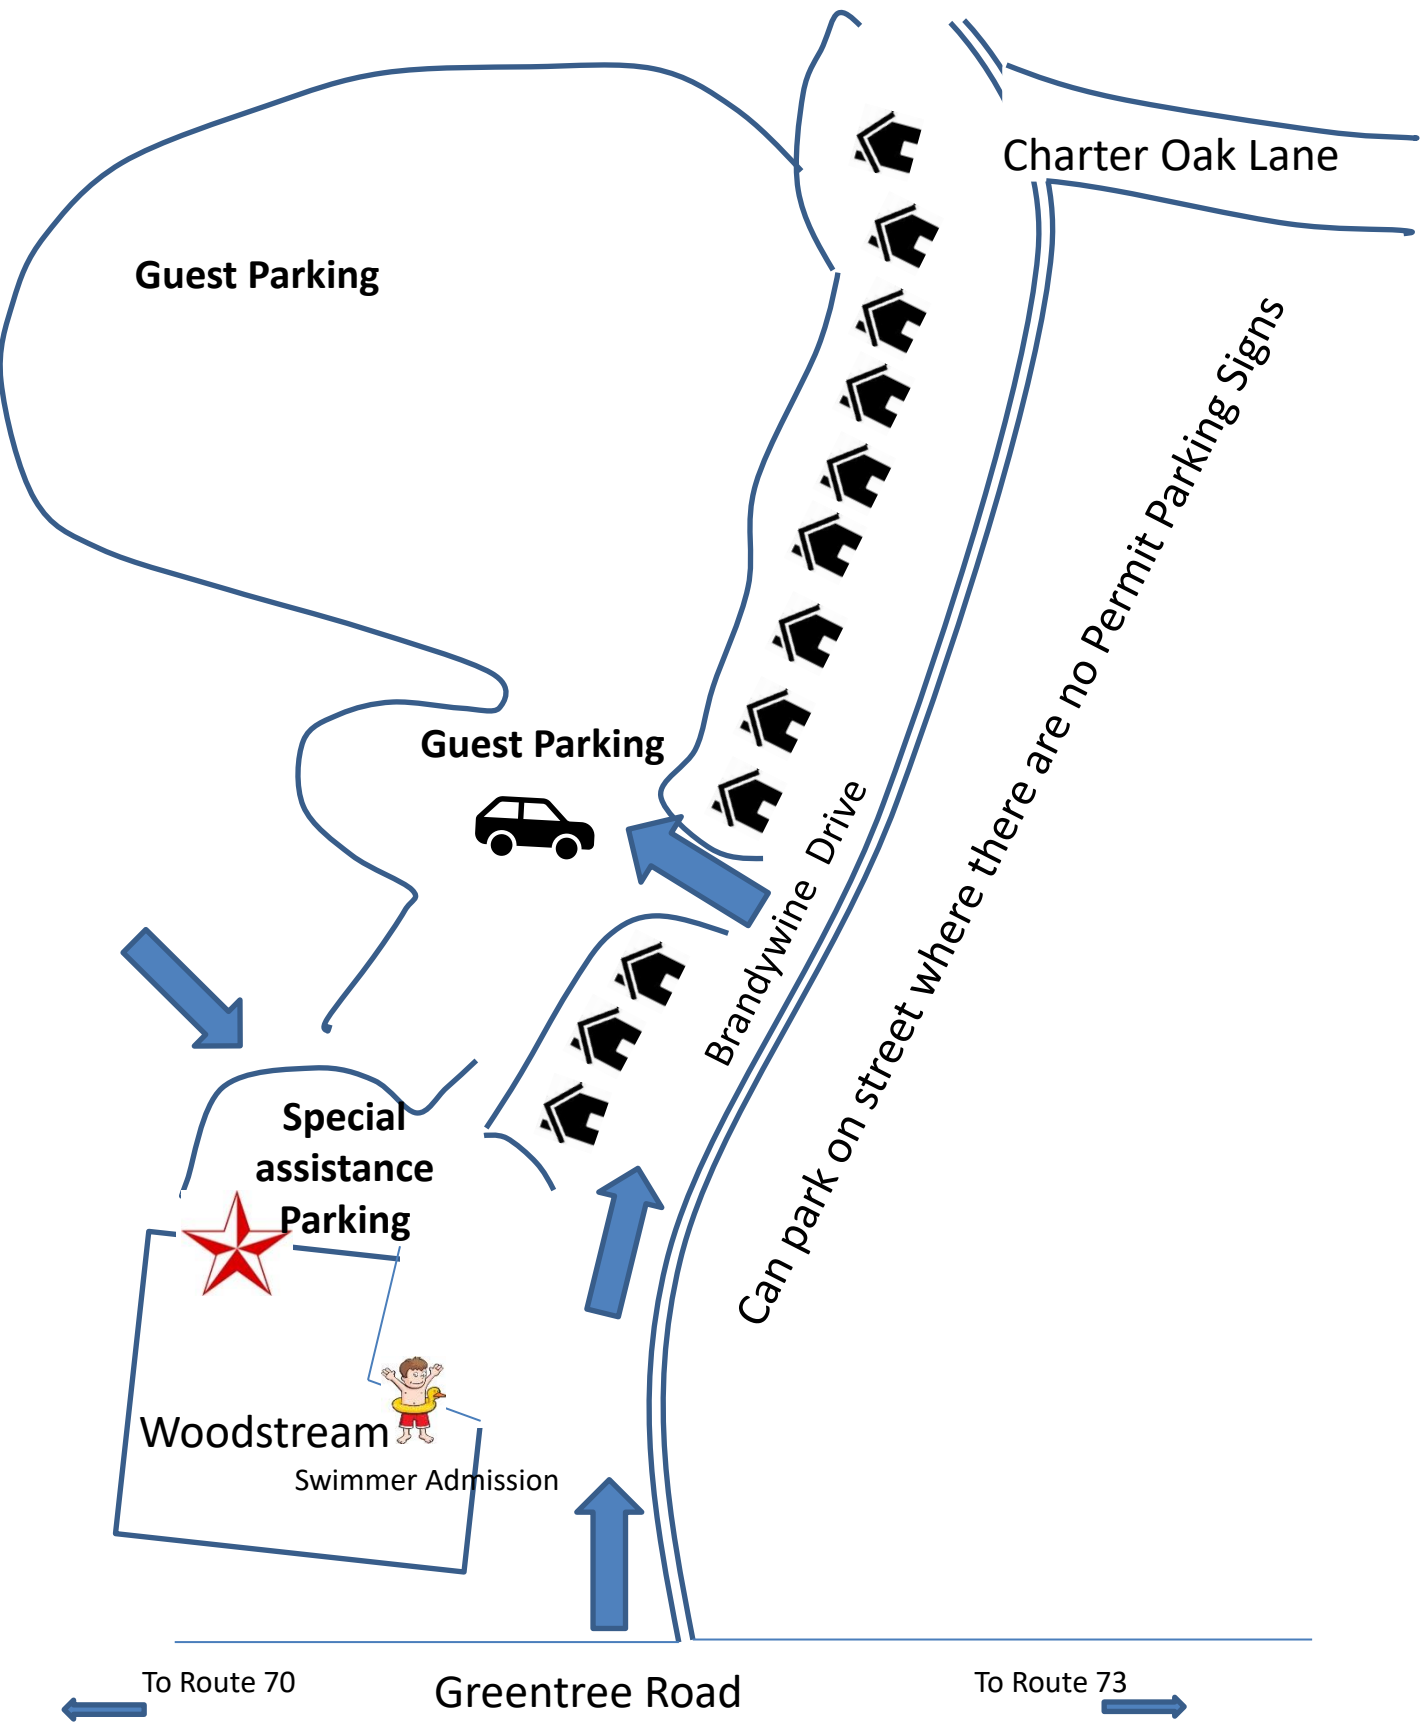 Charter Oak Lane
Guest Parking
Can park on street where there are no Permit Parking Signs
Guest Parking
Brandywine Drive
Special
assistance
Parking
Woodstream
Swimmer Admission
To Route 70
Greentree Road
To Route 73